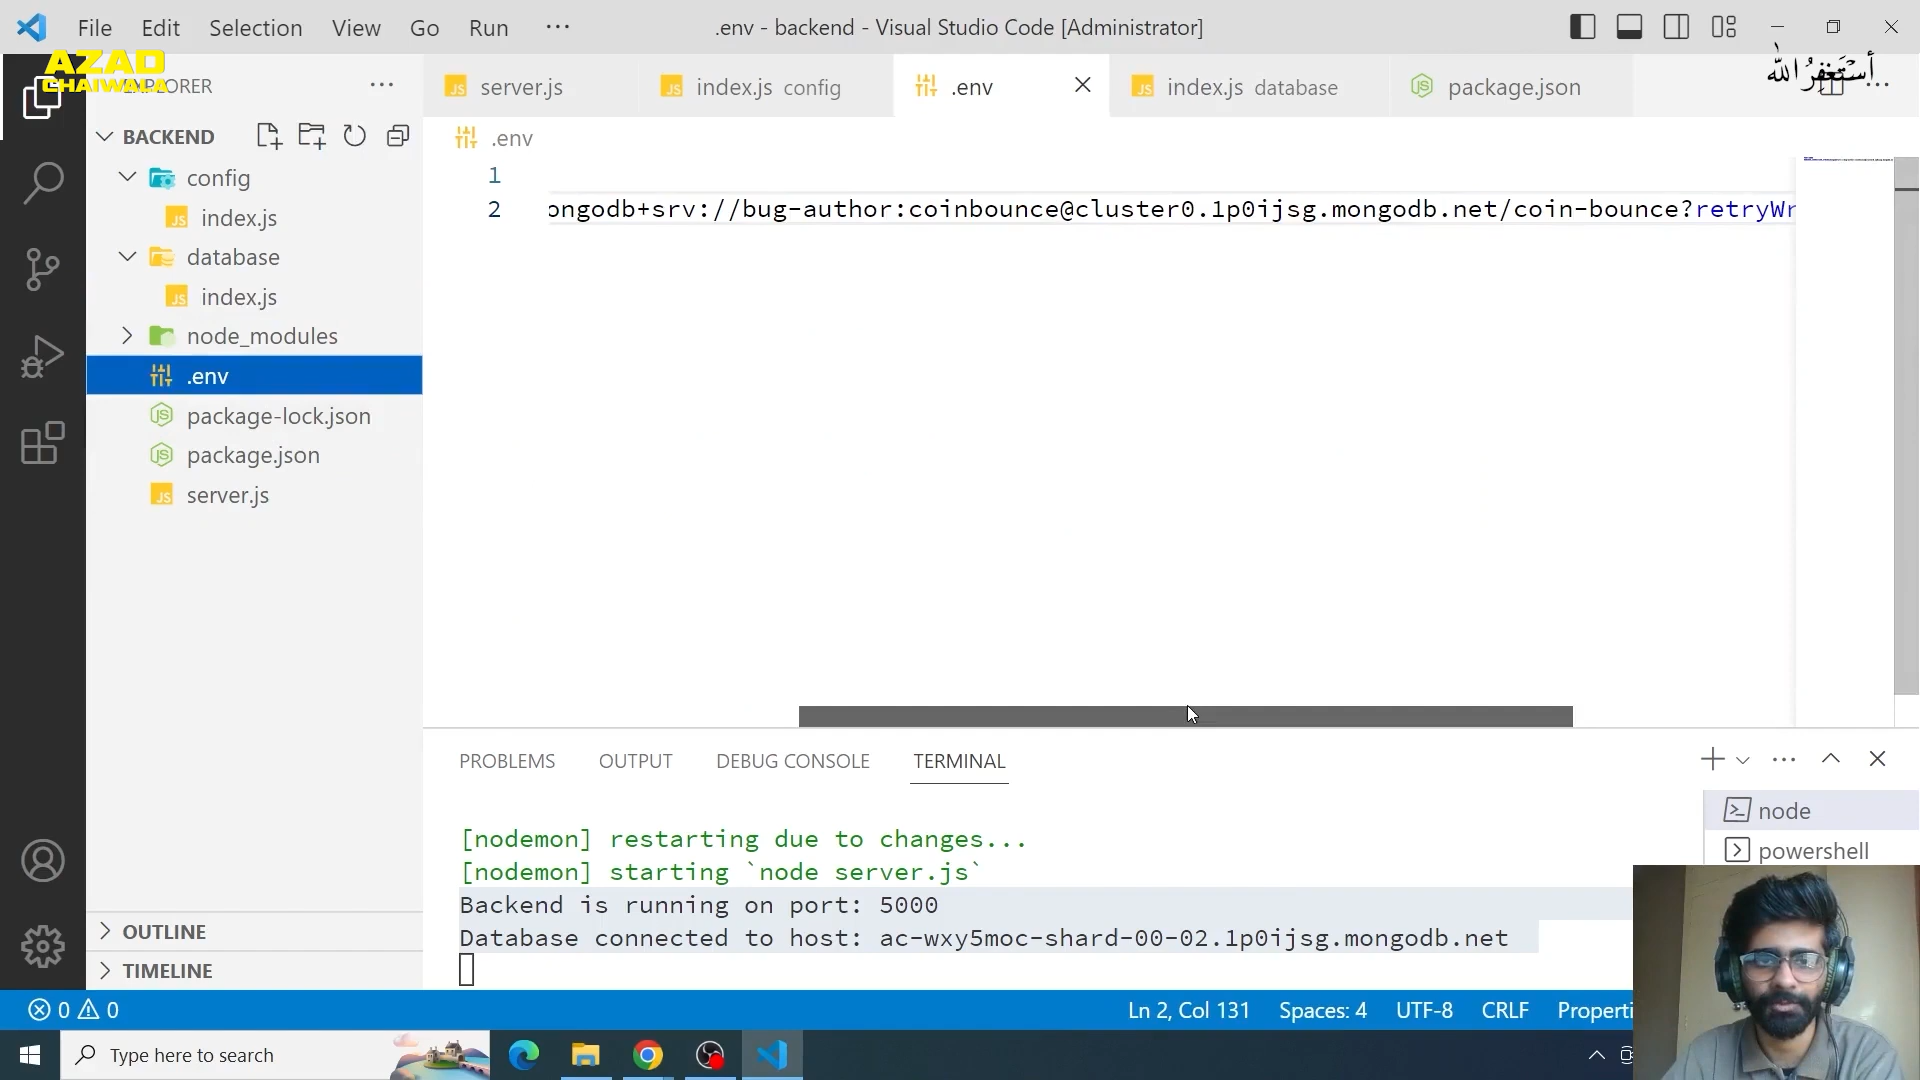 File Edit Selection View Go Run ···
.env - backend - Visual Studio Code [Administrator]
AZAD
CHAIWALA
أستغفر الله
server.js
index.js config
.env
index.js database
package.json
BACKEND
config
index.js
database
index.js
node_modules
.env
package-lock.json
package.json
server.js
OUTLINE
TIMELINE
.env
1
2 ongodb+srv://bug-author:coinbounce@cluster0.1p0ijsg.mongodb.net/coin-bounce?retryWr
PROBLEMS OUTPUT DEBUG CONSOLE TERMINAL
[nodemon] restarting due to changes...
[nodemon] starting `node server.js`
Backend is running on port: 5000
Database connected to host: ac-wxy5moc-shard-00-02.1p0ijsg.mongodb.net
node
powershell
0 0
Ln 2, Col 131 Spaces: 4 UTF-8 CRLF Properti
Type here to search